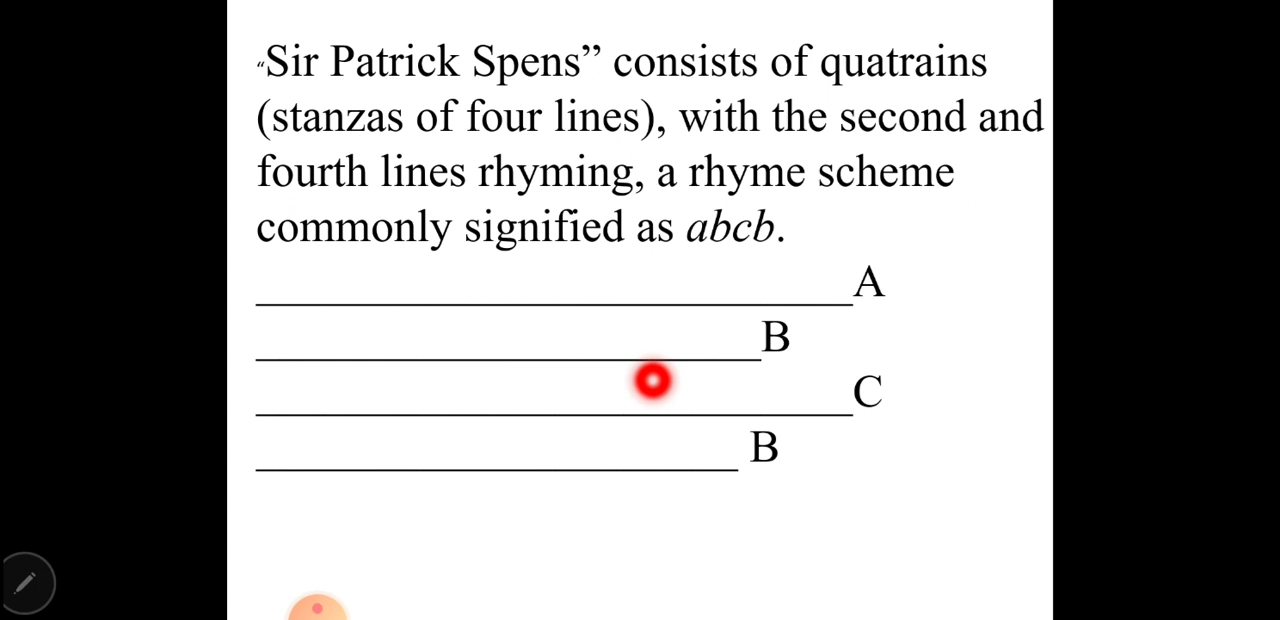 “Sir Patrick Spens” consists of quatrains
(stanzas of four lines), with the second and
fourth lines rhyming, a rhyme scheme
commonly signified as abcb.
A
B
C
B